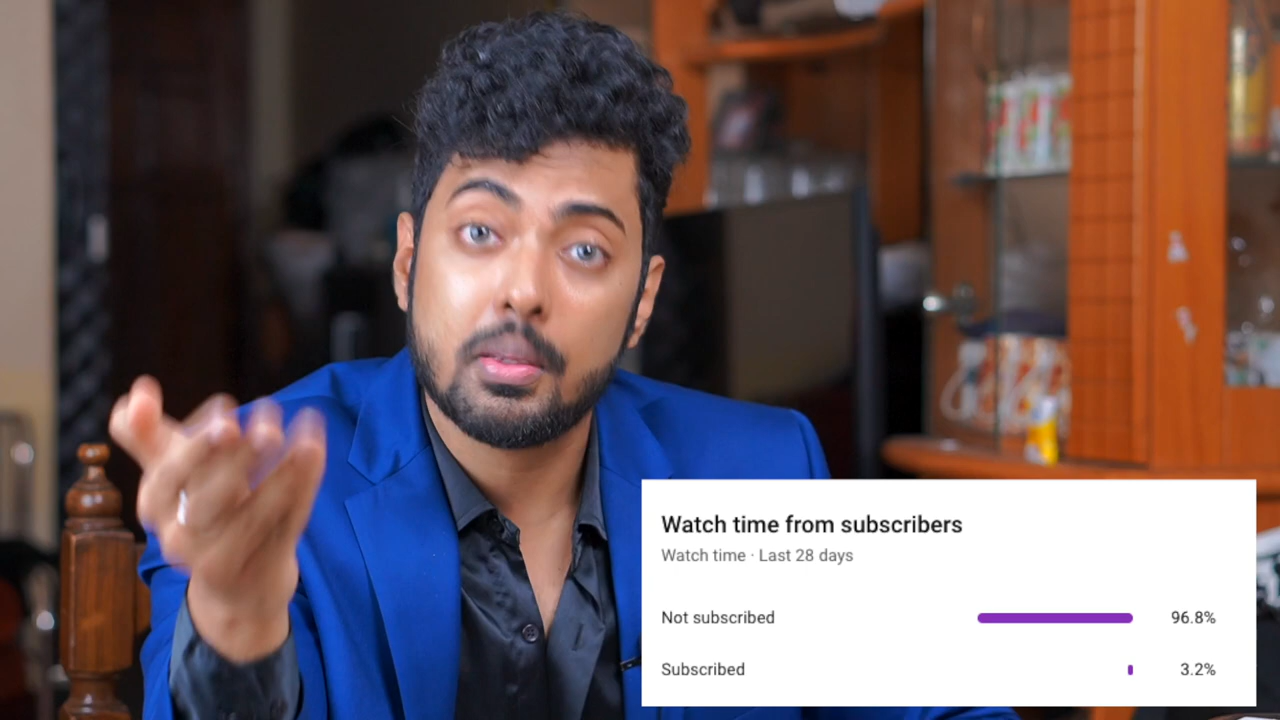 Watch time from subscribers
Watch time · Last 28 days
Not subscribed 96.8%
Subscribed 3.2%